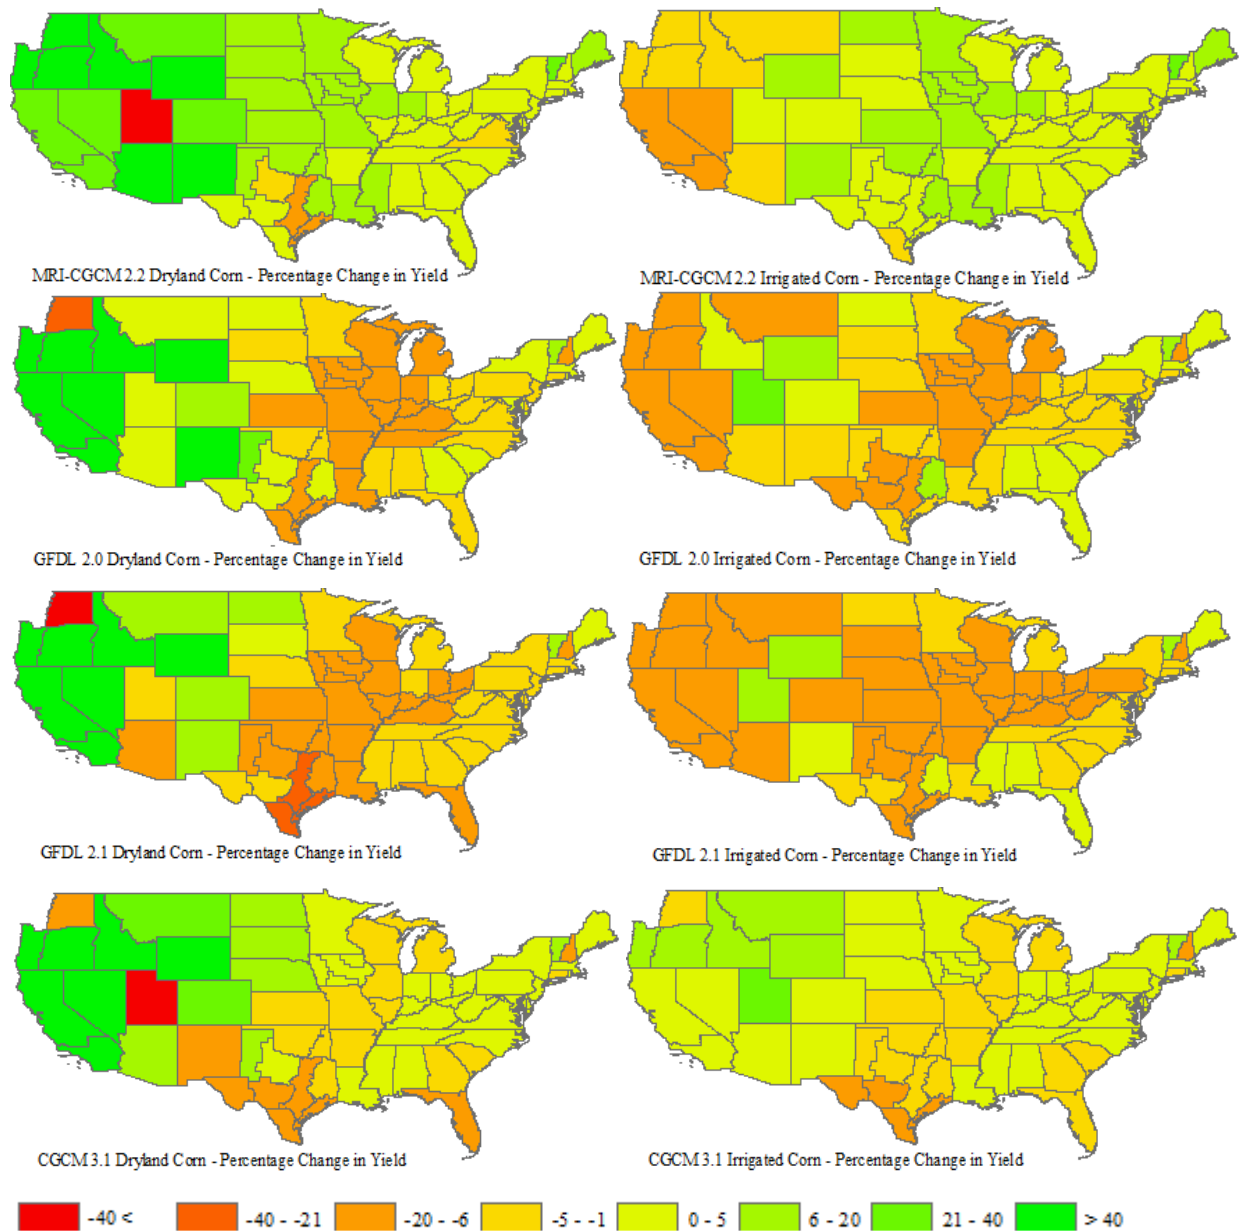 MRI-CGCM 2.2 Dryland Corn - Percentage Change in Yield
MRI-CGCM 2.2 Irrigated Corn - Percentage Change in Yield
GFDL 2.0 Dryland Corn - Percentage Change in Yield
GFDL 2.0 Irrigated Corn - Percentage Change in Yield
GFDL 2.1 Dryland Corn - Percentage Change in Yield
GFDL 2.1 Irrigated Corn - Percentage Change in Yield
CGCM 3.1 Dryland Corn - Percentage Change in Yield
CGCM 3.1 Irrigated Corn - Percentage Change in Yield
-40 < -40 - -21 -20 - -6 -5 - -1 0 - 5 6 - 20 21 - 40 > 40